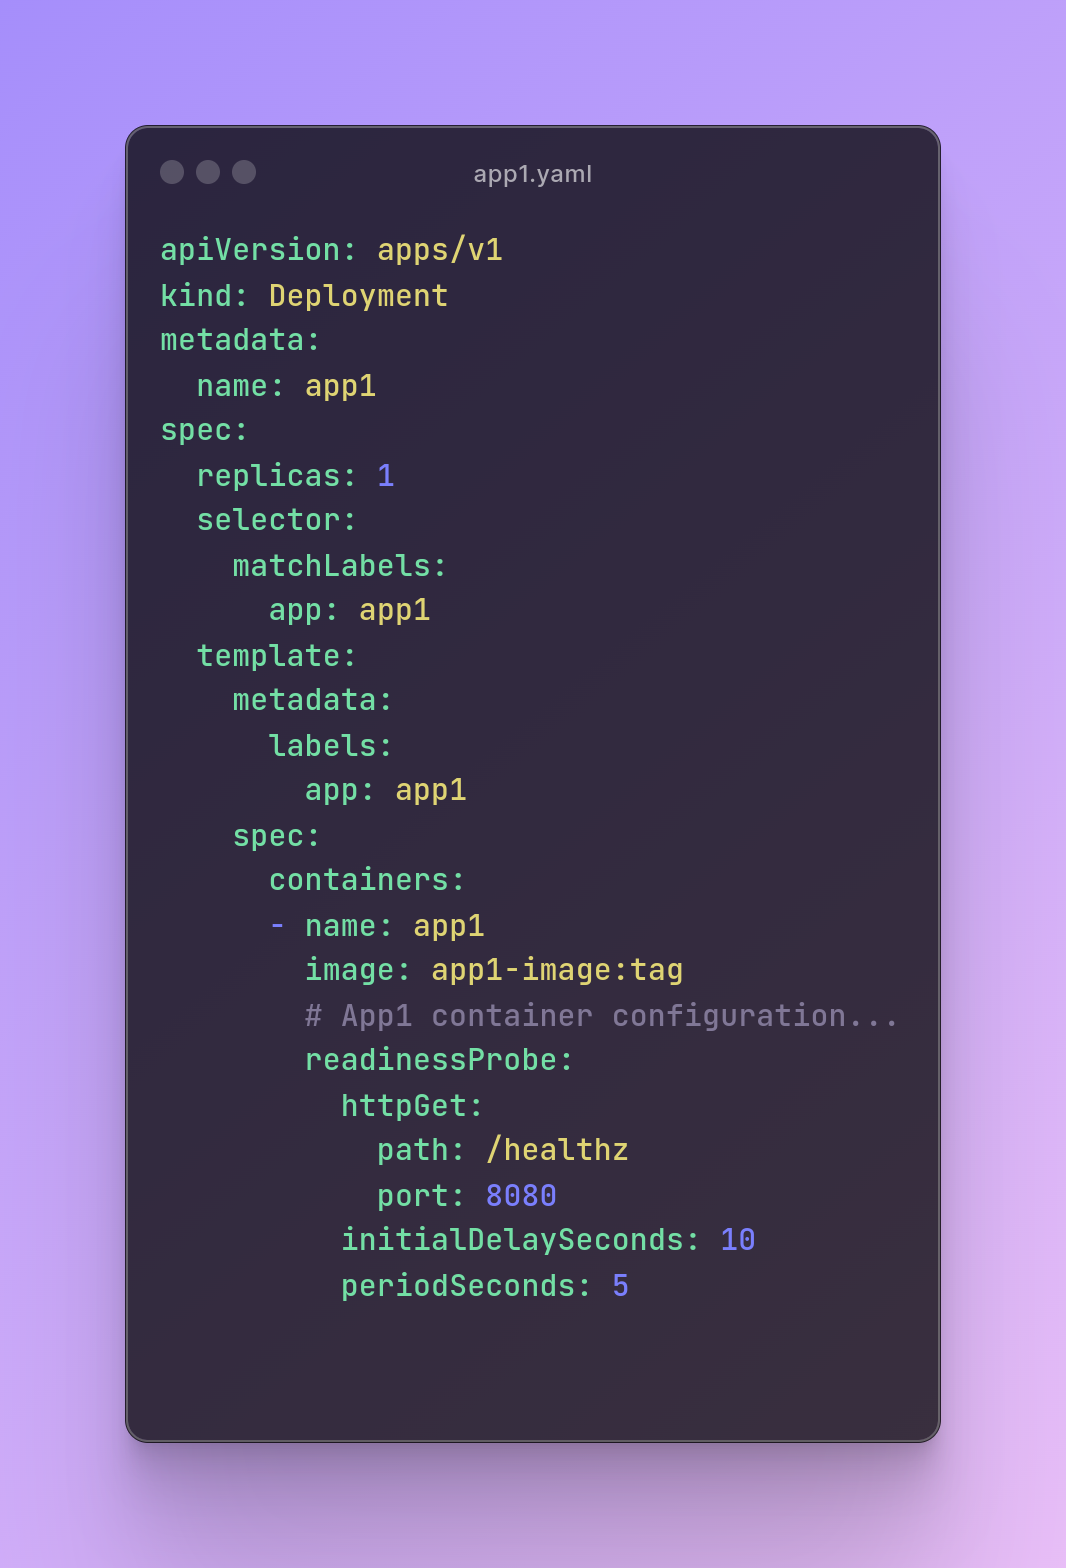 app1.yaml
apiVersion: apps/v1
kind: Deployment
metadata:
  name: app1
spec:
  replicas: 1
  selector:
    matchLabels:
      app: app1
  template:
    metadata:
      labels:
        app: app1
    spec:
      containers:
      - name: app1
        image: app1-image:tag
        # App1 container configuration...
        readinessProbe:
          httpGet:
            path: /healthz
            port: 8080
          initialDelaySeconds: 10
          periodSeconds: 5